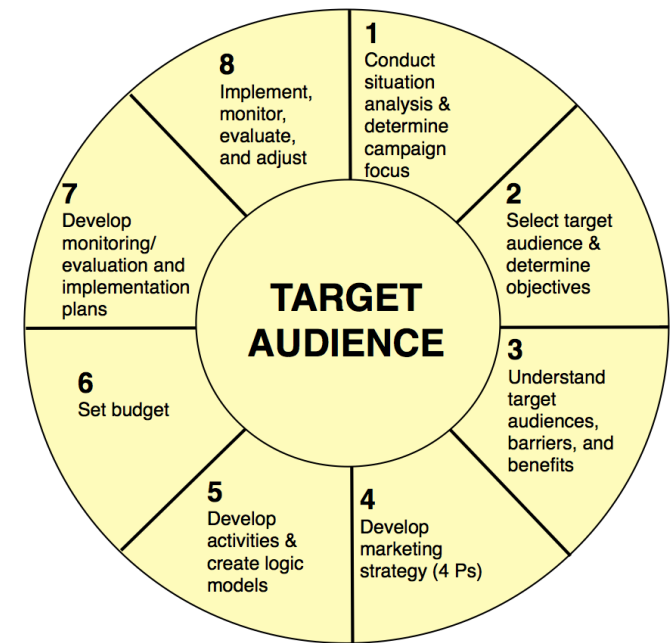 1
Conduct
situation
analysis &
determine
campaign
focus
2
Select target
audience &
determine
objectives
3
Understand
target
audiences,
barriers, and
benefits
4
Develop
marketing
strategy (4 Ps)
5
Develop
activities &
create logic
models
6
Set budget
7
Develop
monitoring/
evaluation and
implementation
plans
8
Implement,
monitor,
evaluate,
and adjust
TARGET
AUDIENCE